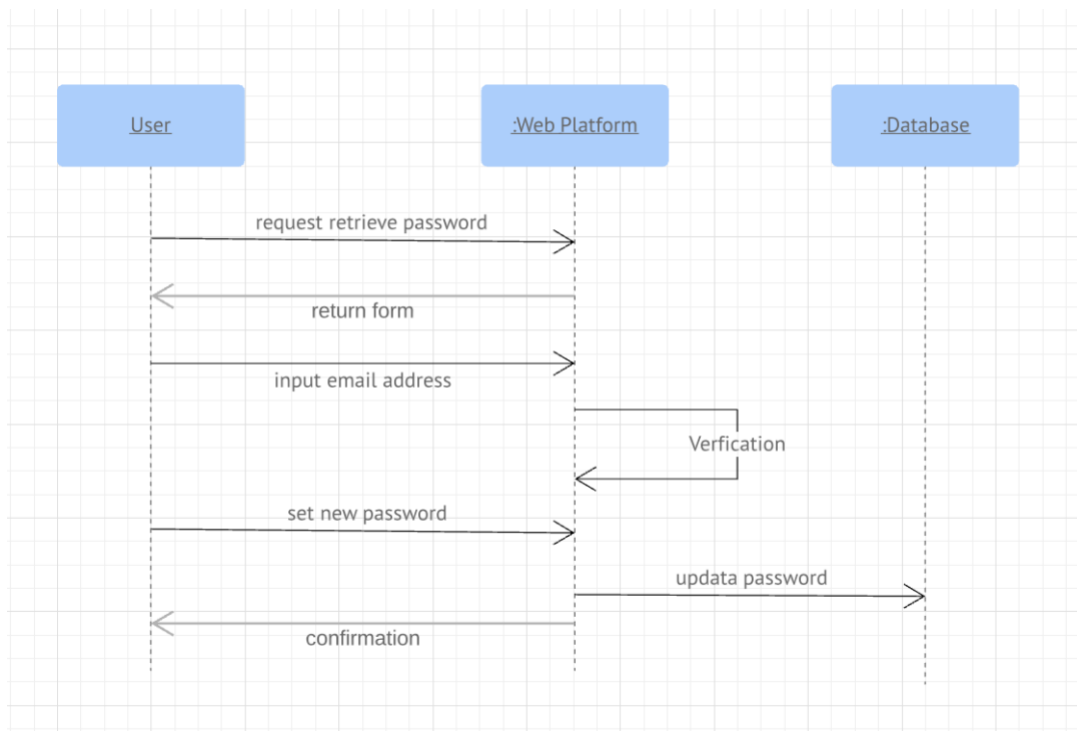 User
:Web Platform
:Database
request retrieve password
return form
input email address
Verfication
set new password
updata password
confirmation